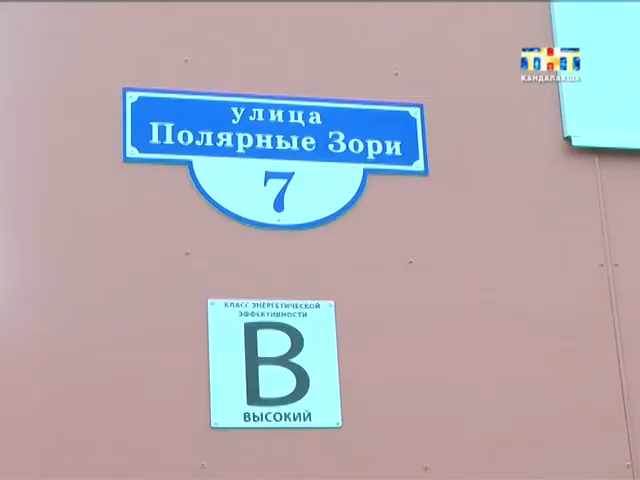 ТНТ
КАНДАЛАКША
улица
Полярные Зори
7
КЛАСС ЭНЕРГЕТИЧЕСКОЙ
ЭФФЕКТИВНОСТИ
B
ВЫСОКИЙ